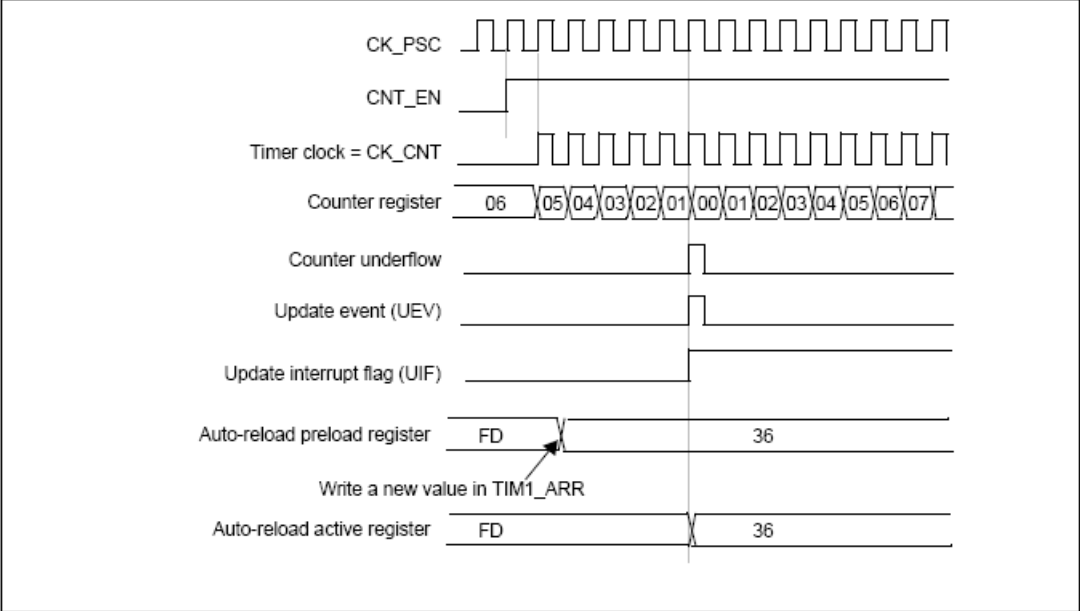 CK_PSC
CNT_EN
Timer clock = CK_CNT
Counter register 06 05 04 03 02 01 00 01 02 03 04 05 06 07
Counter underflow
Update event (UEV)
Update interrupt flag (UIF)
Auto-reload preload register FD 36
Write a new value in TIM1_ARR
Auto-reload active register FD 36